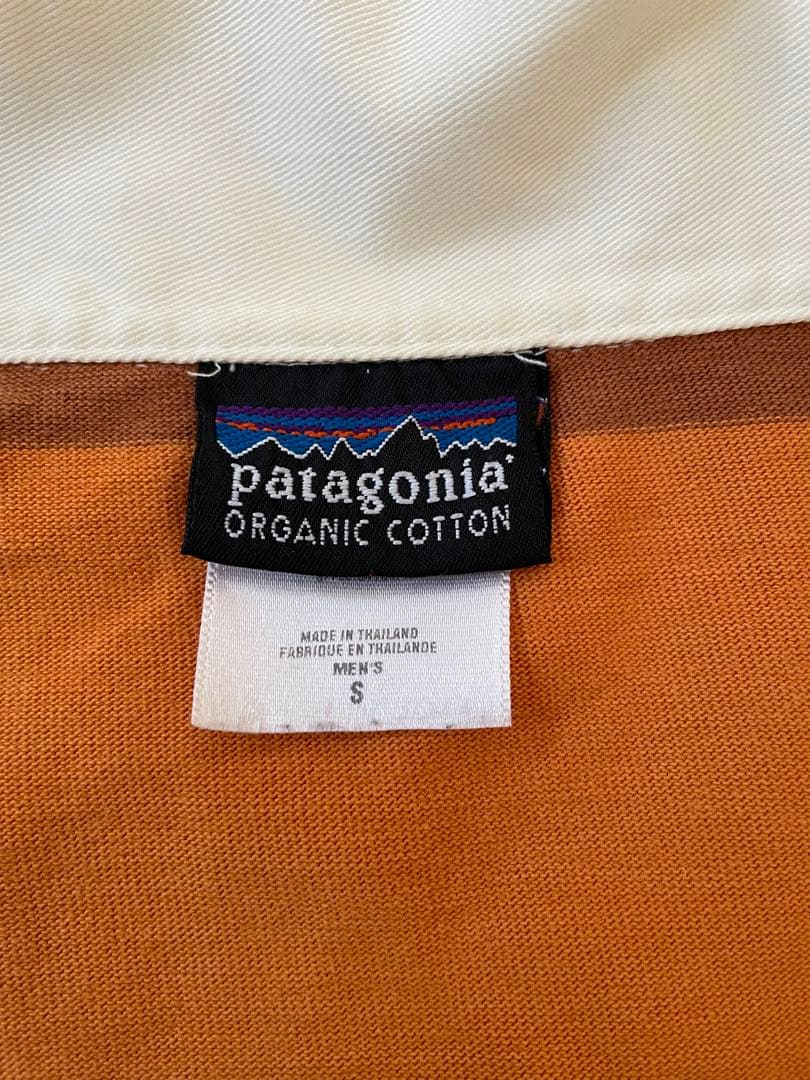 patagonia®
ORGANIC COTTON
MADE IN THAILAND
FABRIQUE EN THAILANDE
MEN'S
S